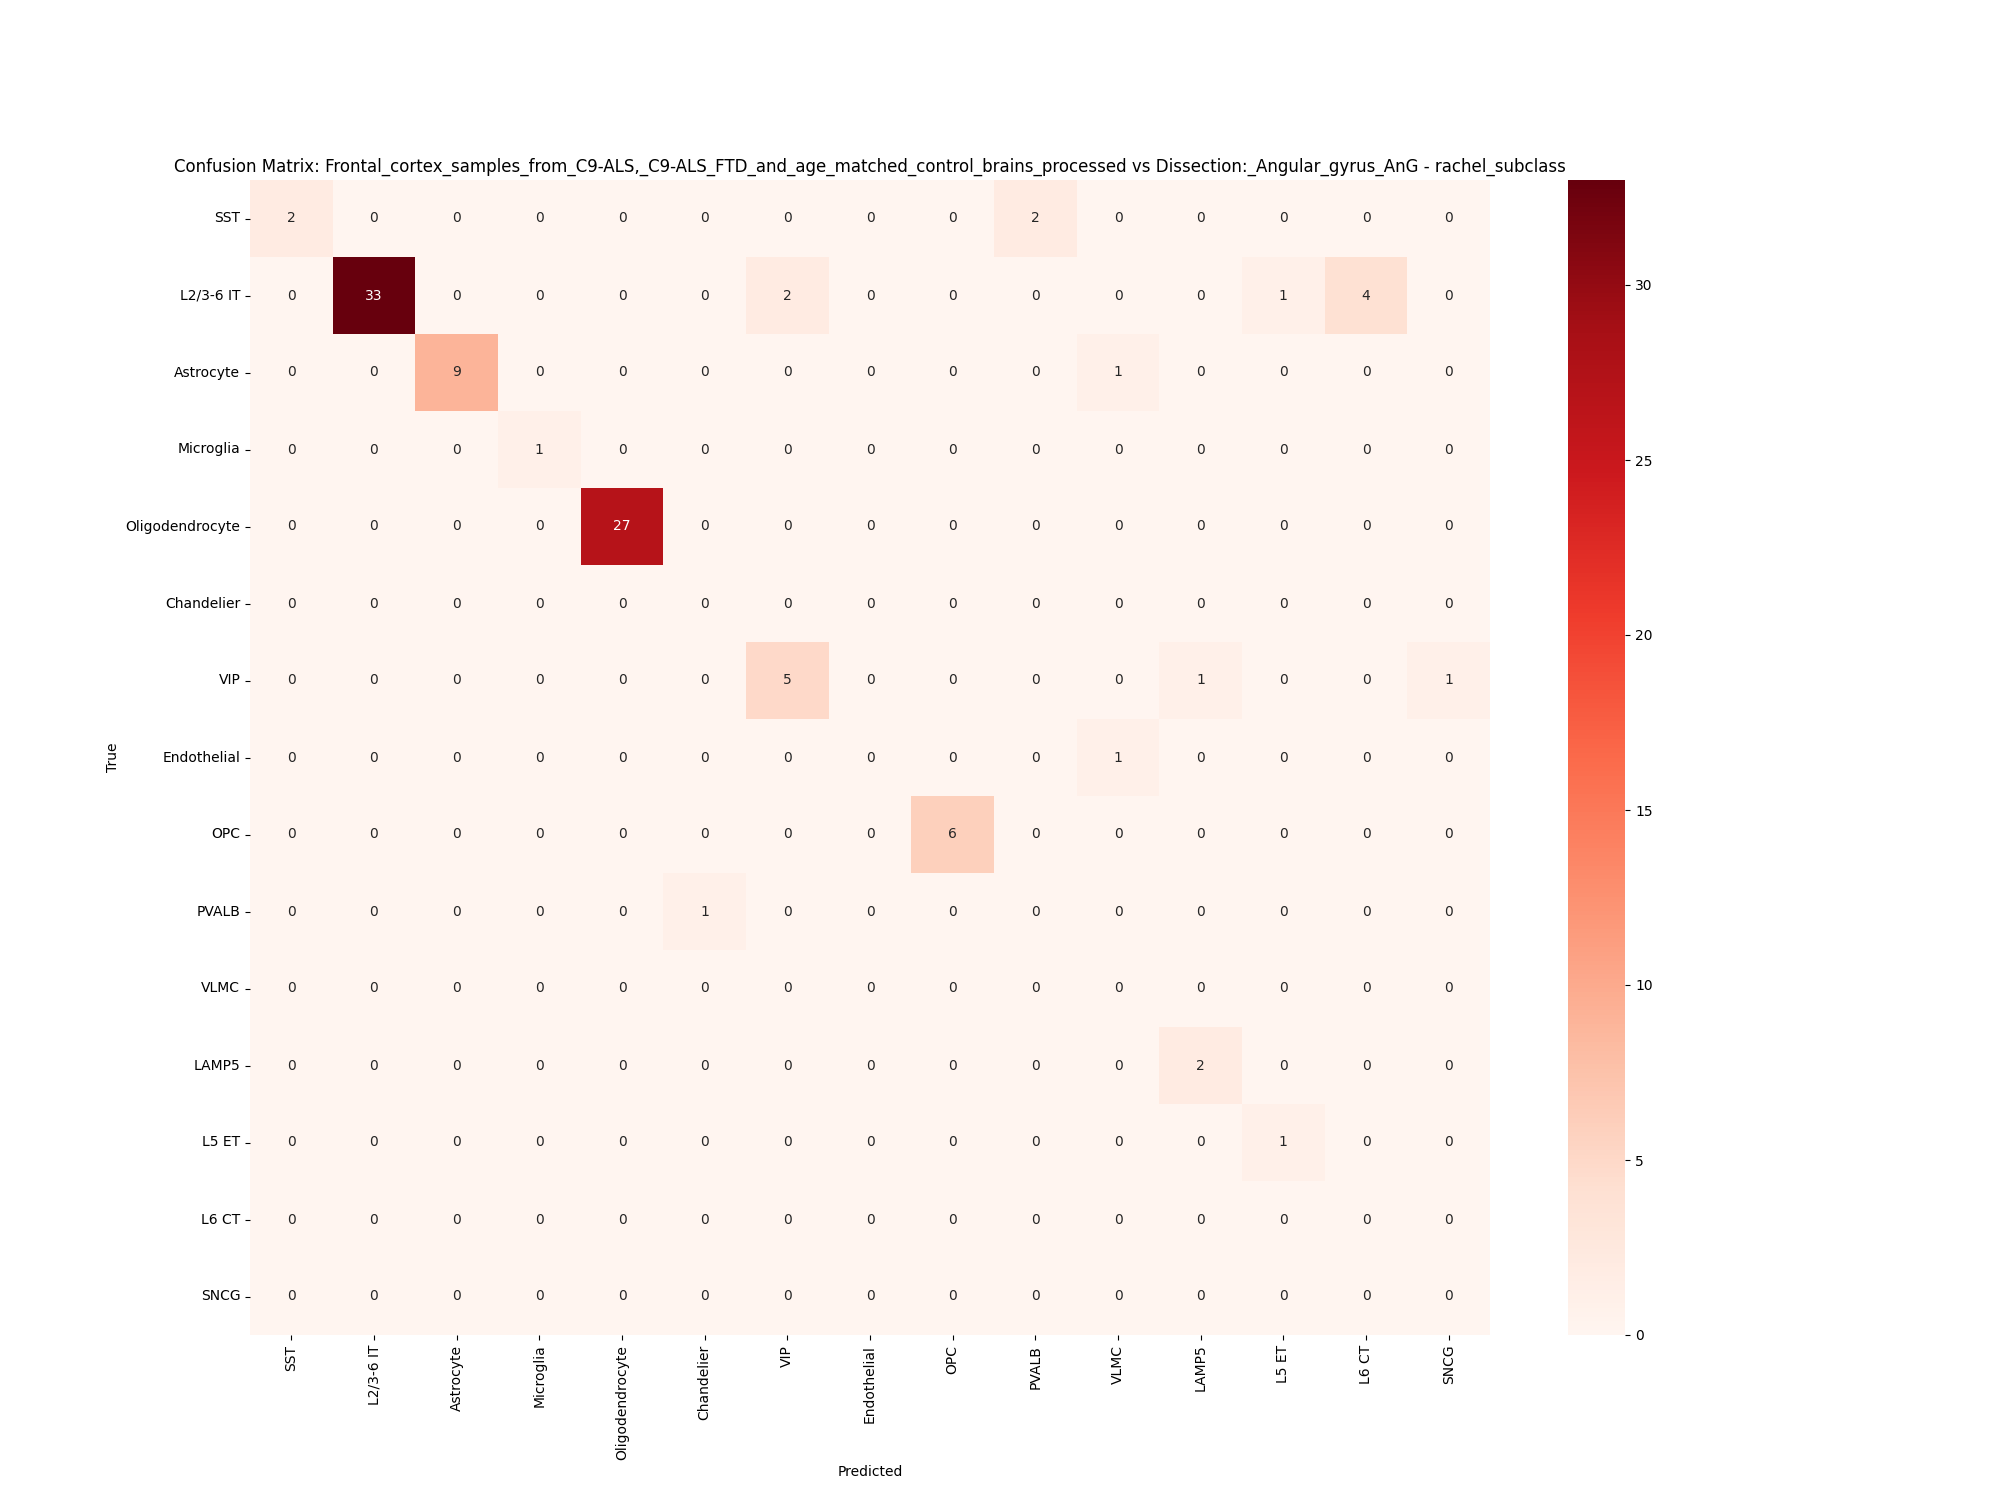 Confusion Matrix: Frontal_cortex_samples_from_C9-ALS,_C9-ALS_FTD_and_age_matched_control_brains_processed vs Dissection:_Angular_gyrus_AnG - rachel_subclass
SST 2 0 0 0 0 0 0 0 0 2 0 0 0 0 0
L2/3-6 IT 0 33 0 0 0 0 2 0 0 0 0 0 1 4 0
Astrocyte 0 0 9 0 0 0 0 0 0 0 1 0 0 0 0
Microglia 0 0 0 1 0 0 0 0 0 0 0 0 0 0 0
Oligodendrocyte 0 0 0 0 27 0 0 0 0 0 0 0 0 0 0
Chandelier 0 0 0 0 0 0 0 0 0 0 0 0 0 0 0
VIP 0 0 0 0 0 0 5 0 0 0 0 1 0 0 1
Endothelial 0 0 0 0 0 0 0 0 0 0 1 0 0 0 0
OPC 0 0 0 0 0 0 0 0 6 0 0 0 0 0 0
PVALB 0 0 0 0 0 1 0 0 0 0 0 0 0 0 0
VLMC 0 0 0 0 0 0 0 0 0 0 0 0 0 0 0
LAMP5 0 0 0 0 0 0 0 0 0 0 0 2 0 0 0
L5 ET 0 0 0 0 0 0 0 0 0 0 0 0 1 0 0
L6 CT 0 0 0 0 0 0 0 0 0 0 0 0 0 0 0
SNCG 0 0 0 0 0 0 0 0 0 0 0 0 0 0 0
True
SST L2/3-6 IT Astrocyte Microglia Oligodendrocyte Chandelier VIP Endothelial OPC PVALB VLMC LAMP5 L5 ET L6 CT SNCG
Predicted
30
25
20
15
10
5
0